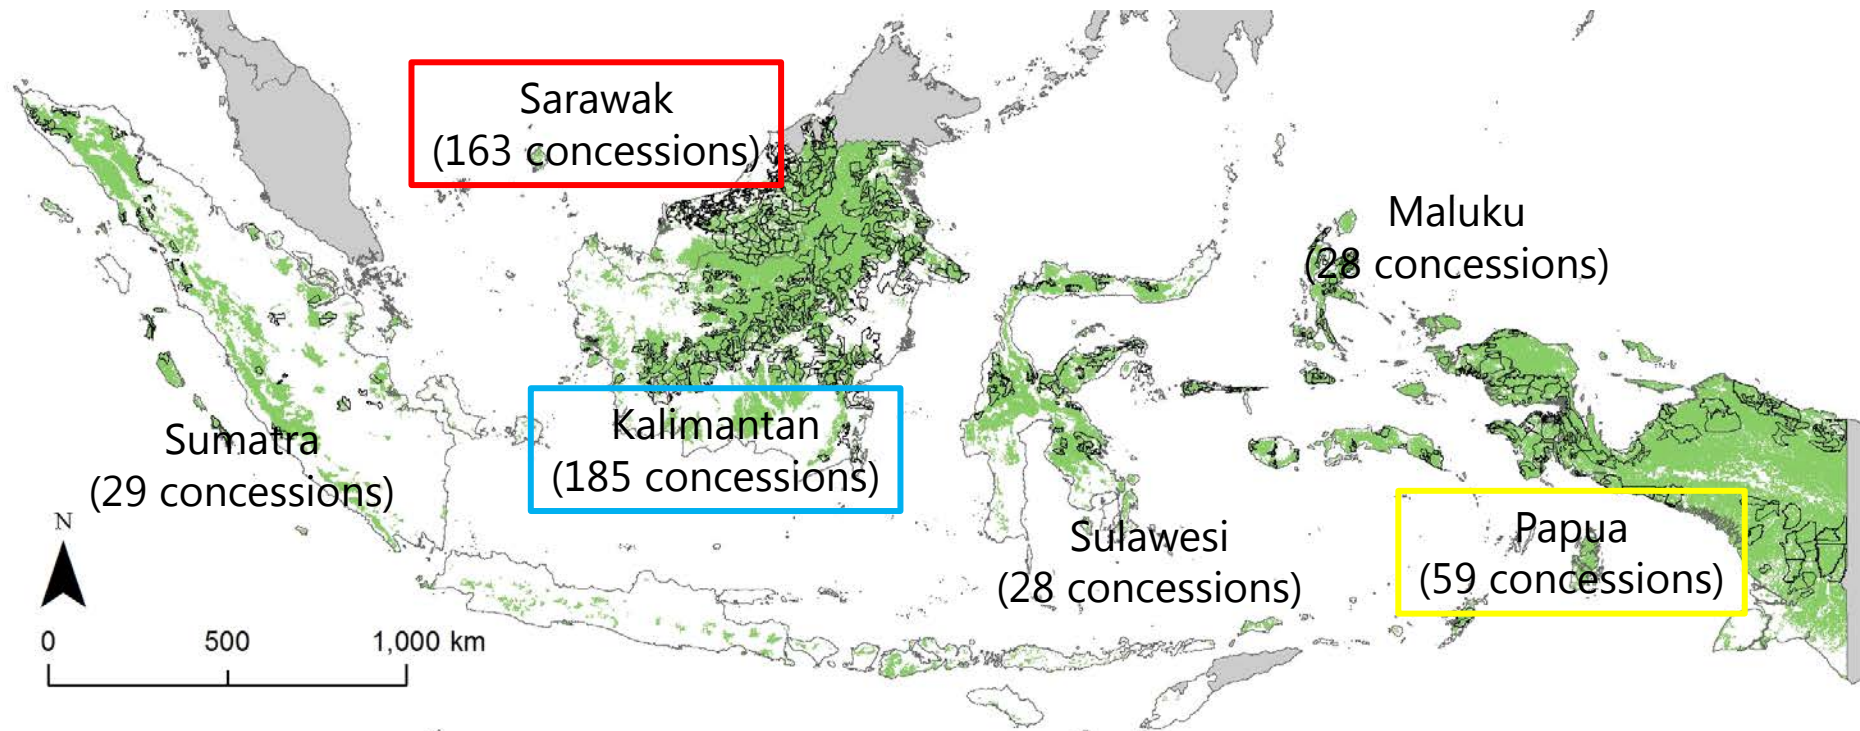 Sarawak
(163 concessions)
Maluku
(28 concessions)
Sumatra
(29 concessions)
Kalimantan
(185 concessions)
Sulawesi
(28 concessions)
Papua
(59 concessions)
N
0 500 1,000 km